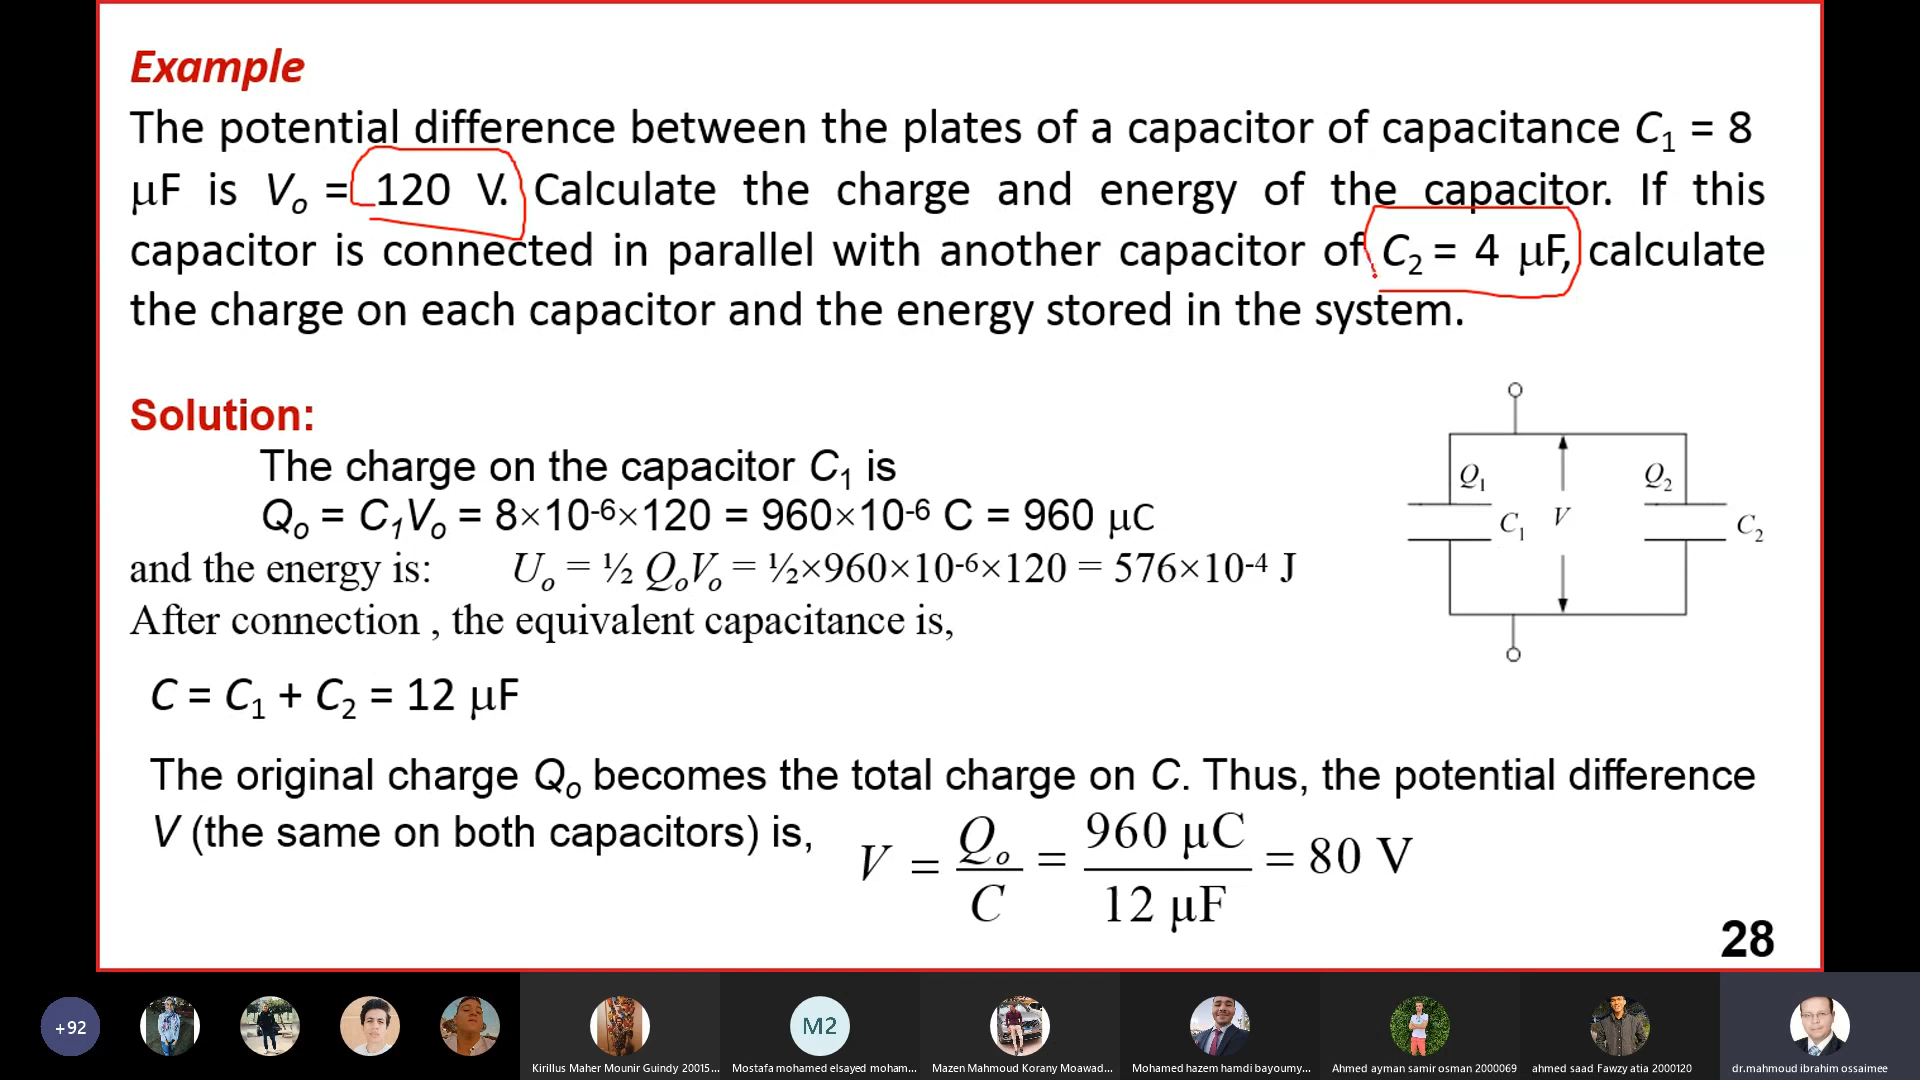 Example
The potential difference between the plates of a capacitor of capacitance C₁ = 8
μF is Vₒ = 120 V. Calculate the charge and energy of the capacitor. If this
capacitor is connected in parallel with another capacitor of C₂ = 4 μF, calculate
the charge on each capacitor and the energy stored in the system.
Solution:
The charge on the capacitor C₁ is
Qₒ = C₁Vₒ = 8×10⁻⁶×120 = 960×10⁻⁶ C = 960 μC
and the energy is: Uₒ = ½ QₒVₒ = ½×960×10⁻⁶×120 = 576×10⁻⁴ J
After connection , the equivalent capacitance is,
C = C₁ + C₂ = 12 μF
Q₁ Q₂
C₁ V C₂
The original charge Qₒ becomes the total charge on C. Thus, the potential difference
V (the same on both capacitors) is, V = Qₒ/C = 960 μC/12 μF = 80 V
28
+92
M2
Kirillus Maher Mounir Guindy 20015...
Mostafa mohamed elsayed moham...
Mazen Mahmoud Korany Moawad...
Mohamed hazem hamdi bayoumy...
Ahmed ayman samir osman 2000069
ahmed saad Fawzy atia 2000120
dr.mahmoud ibrahim ossaimee